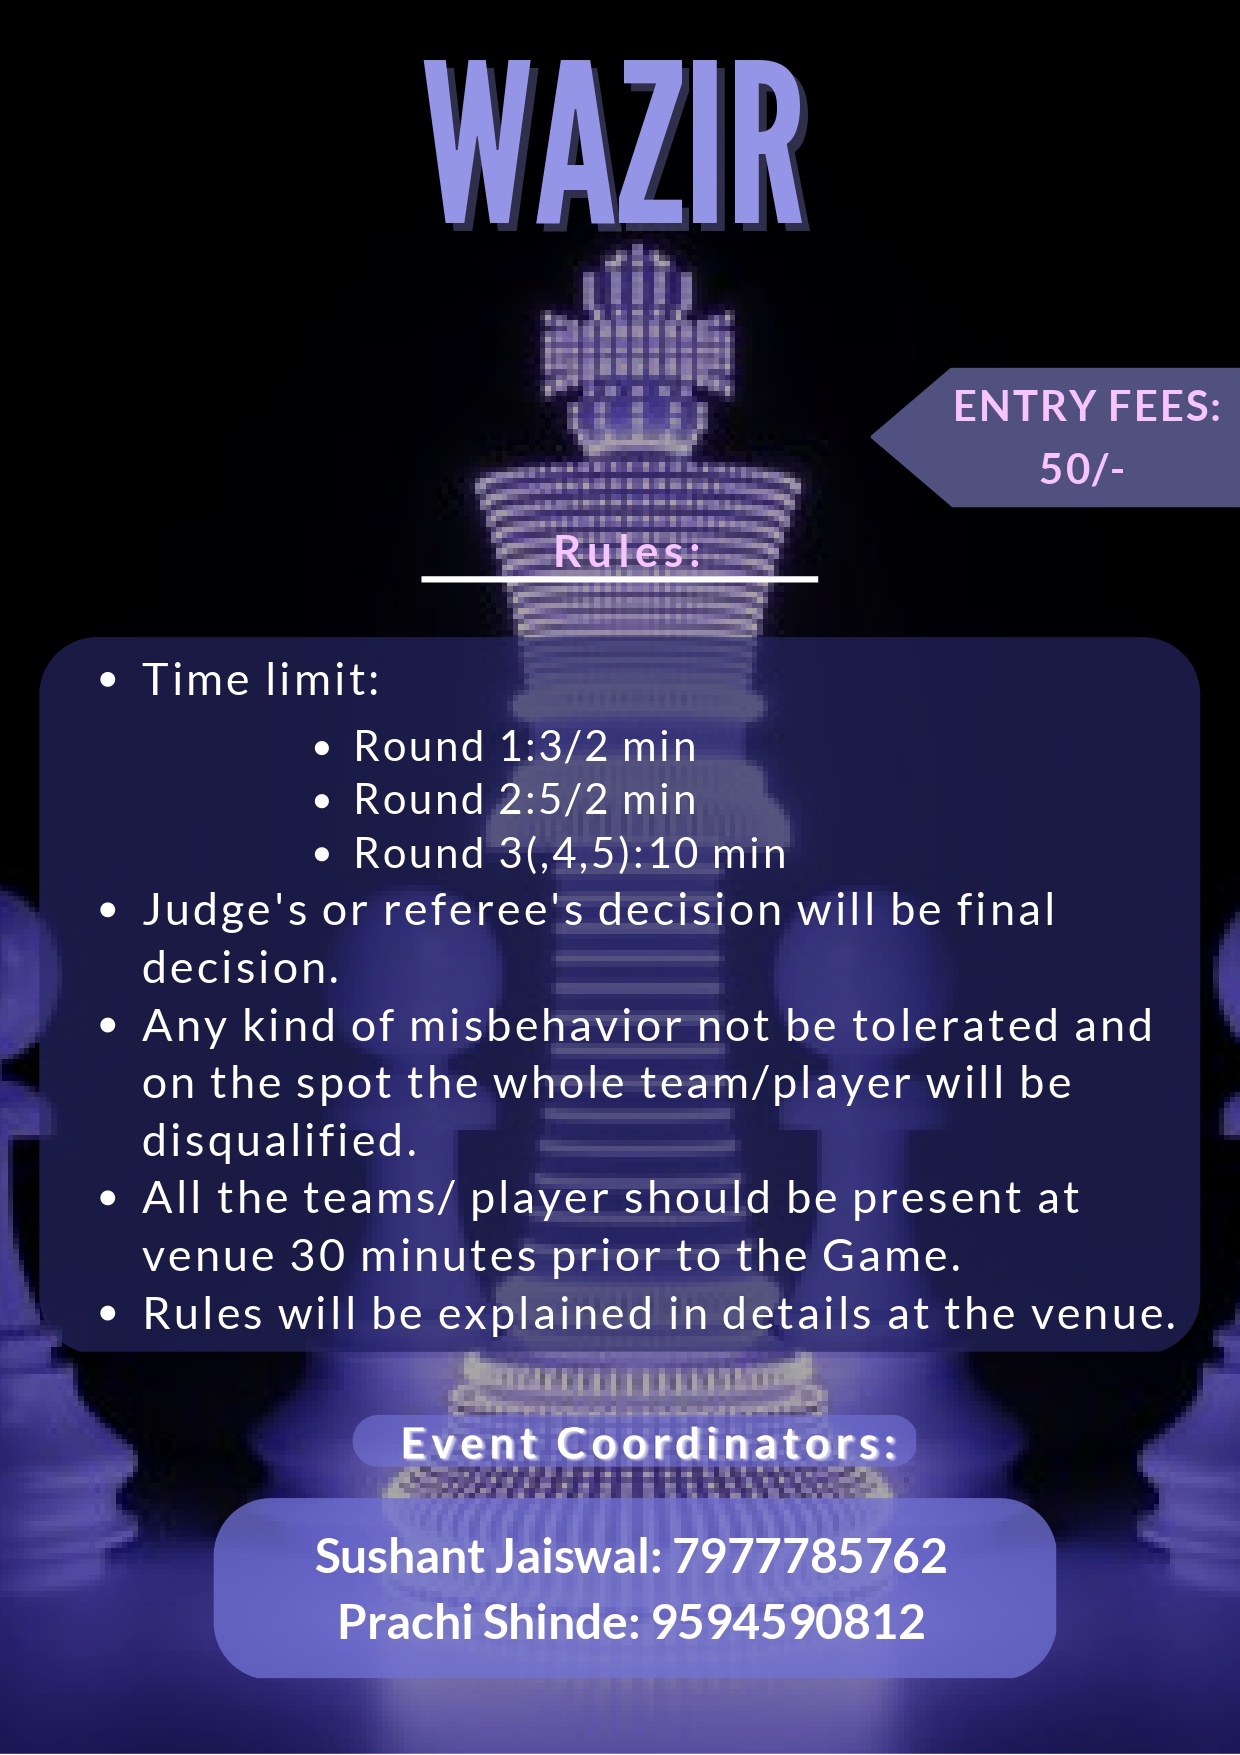 WAZIR
ENTRY FEES:
50/-
Rules:
• Time limit:
• Round 1:3/2 min
• Round 2:5/2 min
• Round 3(,4,5):10 min
• Judge's or referee's decision will be final
decision.
• Any kind of misbehavior not be tolerated and
on the spot the whole team/player will be
disqualified.
• All the teams/ player should be present at
venue 30 minutes prior to the Game.
• Rules will be explained in details at the venue.
Event Coordinators:
Sushant Jaiswal: 7977785762
Prachi Shinde: 9594590812